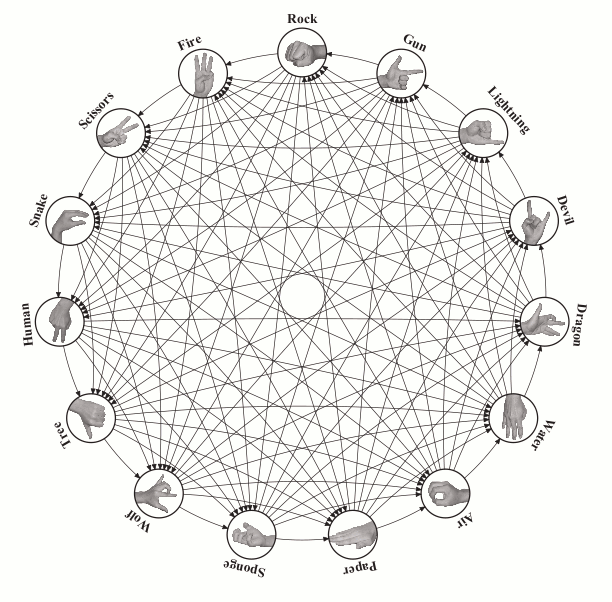 Rock
Gun
Lightning
Devil
Dragon
Water
Air
Paper
Sponge
Wolf
Tree
Human
Snake
Scissors
Fire